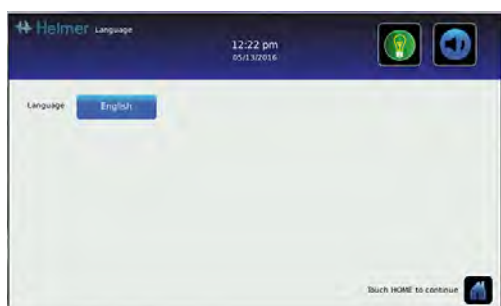 Helmer Language
12:22 pm
05/13/2016
Language English
Touch HOME to continue